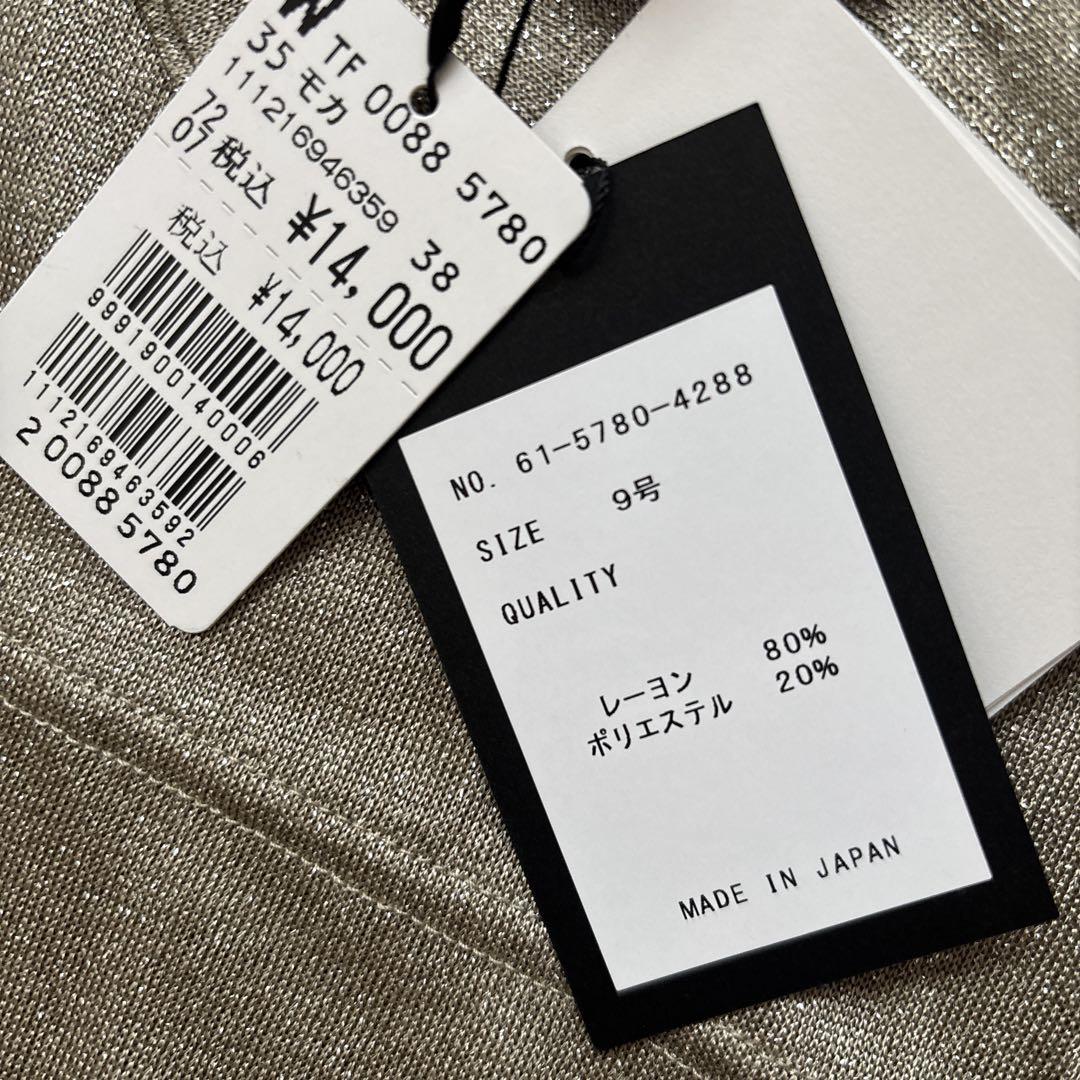 W
TF 0088 5780
35 モカ
111216946359 38
72
07 税込 ¥14,000
税込 ¥14,000
9991900140006
1112169463592
2 0088 5780
NO. 61-5780-4288
SIZE 9号
QUALITY
レーヨン 80%
ポリエステル 20%
MADE IN JAPAN